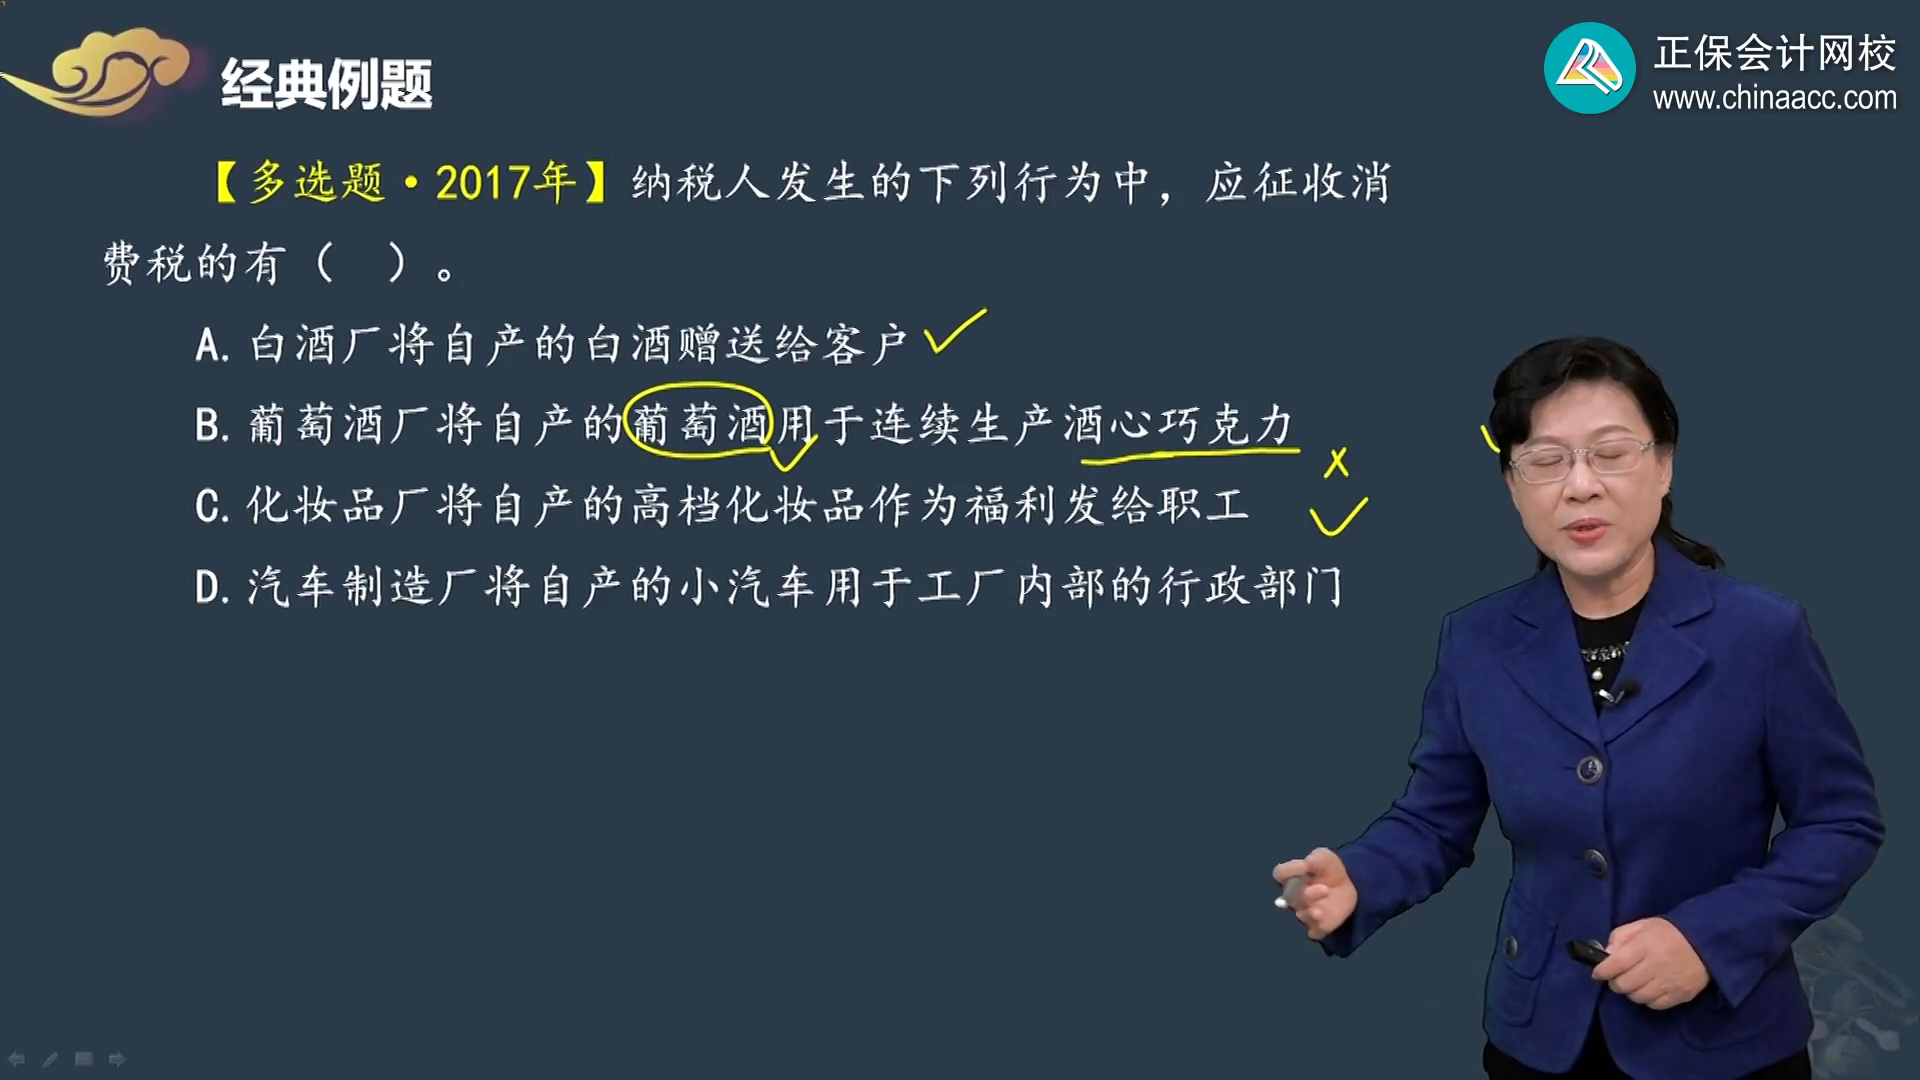 经典例题
正保会计网校
www.chinaacc.com
【多选题·2017年】纳税人发生的下列行为中，应征收消
费税的有（ ）。
A. 白酒厂将自产的白酒赠送给客户
B. 葡萄酒厂将自产的葡萄酒用于连续生产酒心巧克力
C. 化妆品厂将自产的高档化妆品作为福利发给职工
D. 汽车制造厂将自产的小汽车用于工厂内部的行政部门